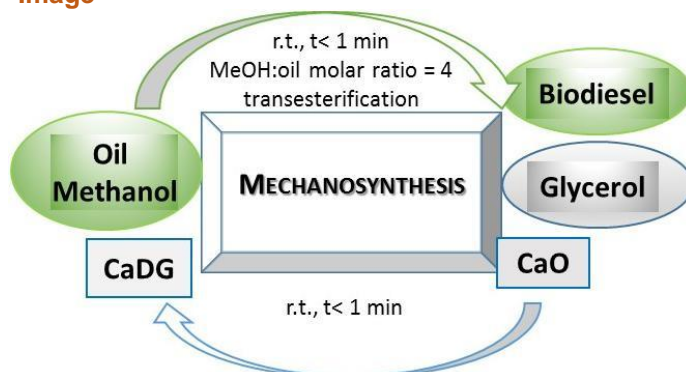 Image
r.t., t< 1 min
MeOH:oil molar ratio = 4
transesterification
Biodiesel
Oil
Methanol
MECHANOSYNTHESIS
Glycerol
CaDG
CaO
r.t., t< 1 min